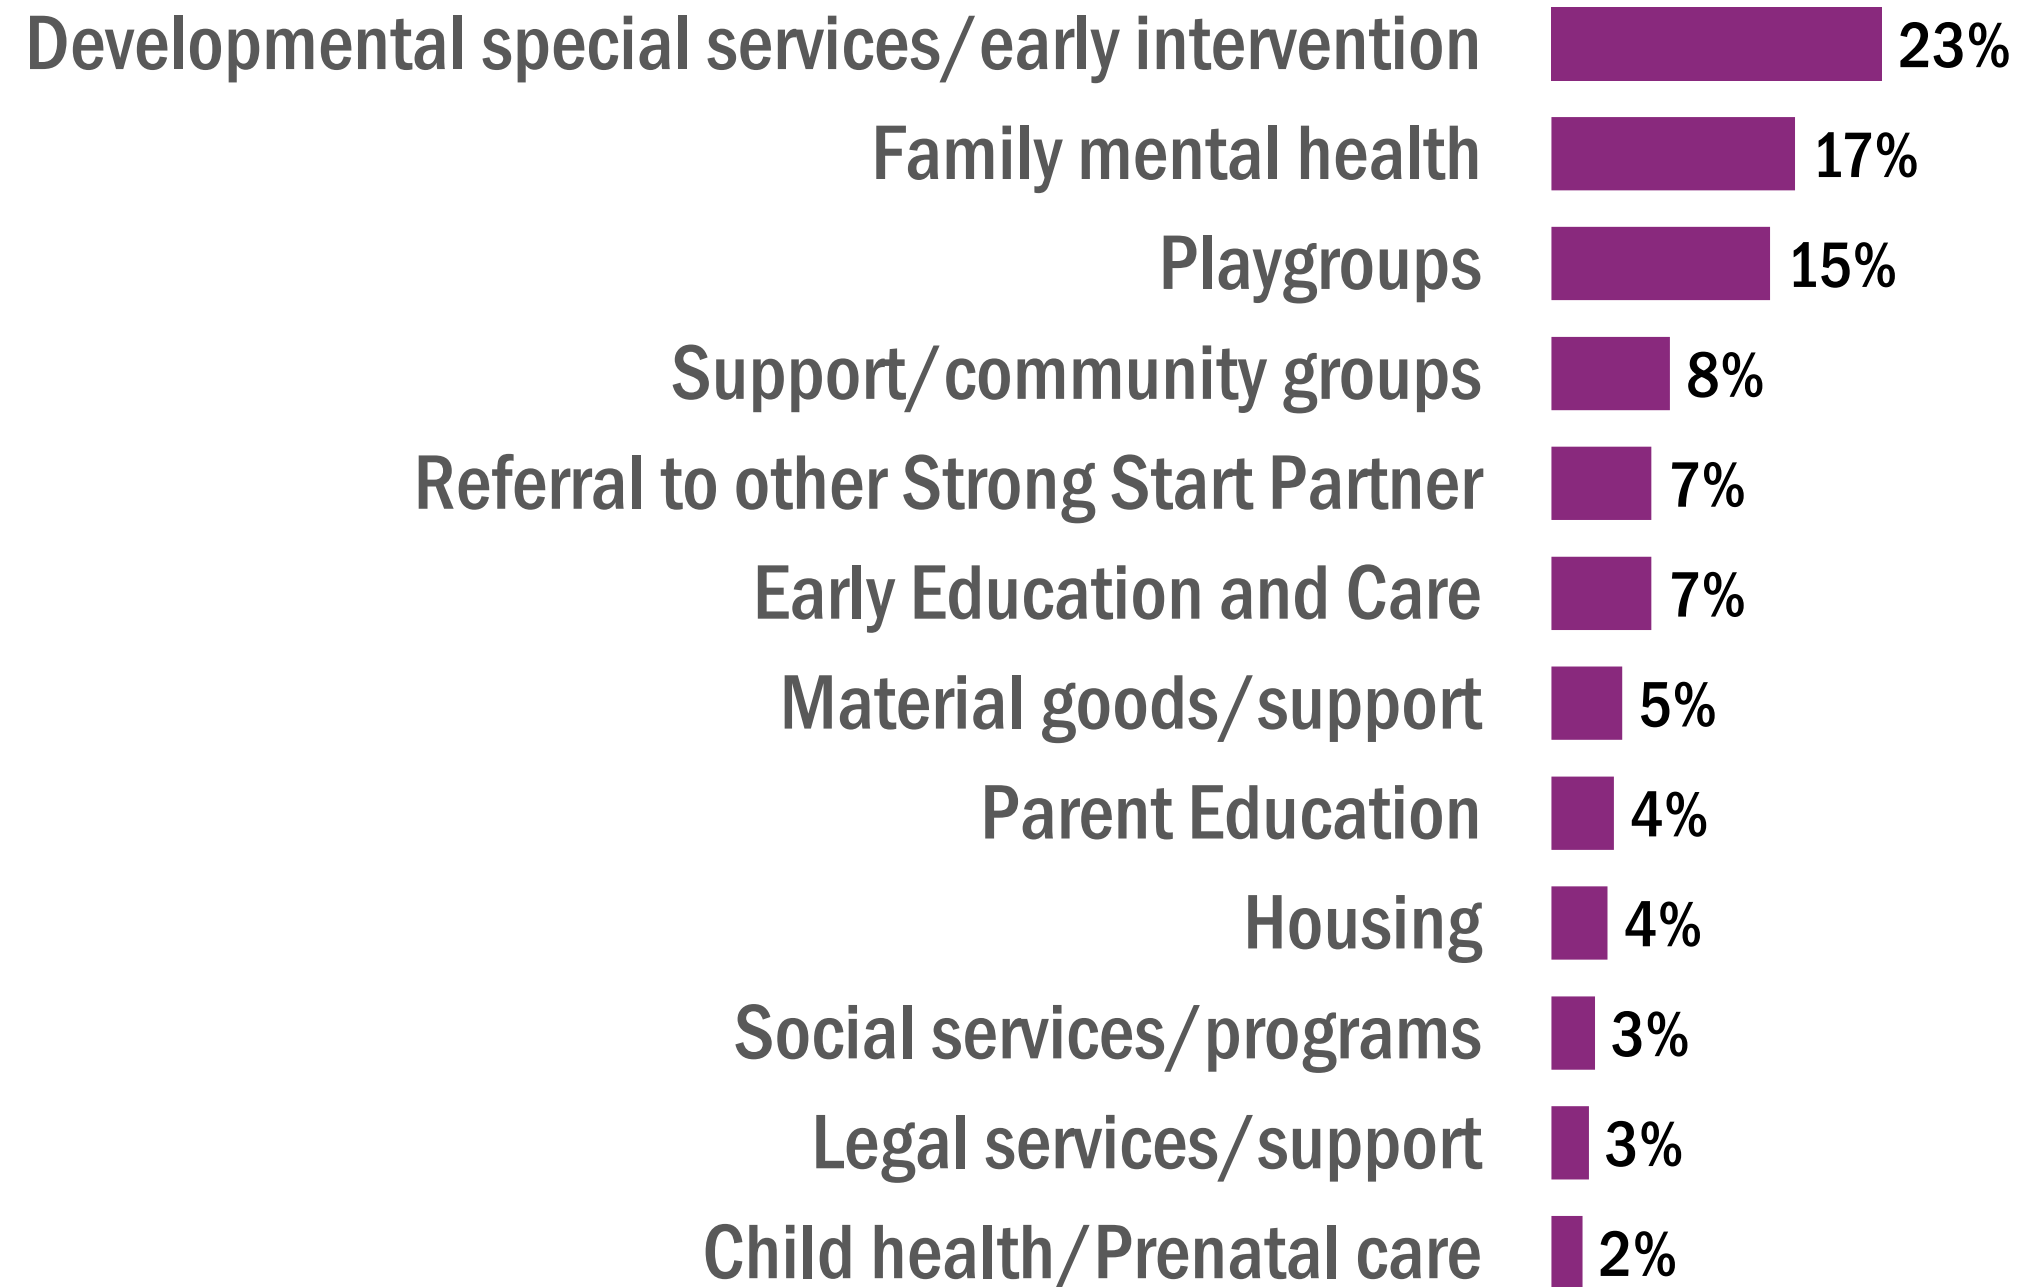 Developmental special services/early intervention 23%
Family mental health 17%
Playgroups 15%
Support/community groups 8%
Referral to other Strong Start Partner 7%
Early Education and Care 7%
Material goods/support 5%
Parent Education 4%
Housing 4%
Social services/programs 3%
Legal services/support 3%
Child health/Prenatal care 2%